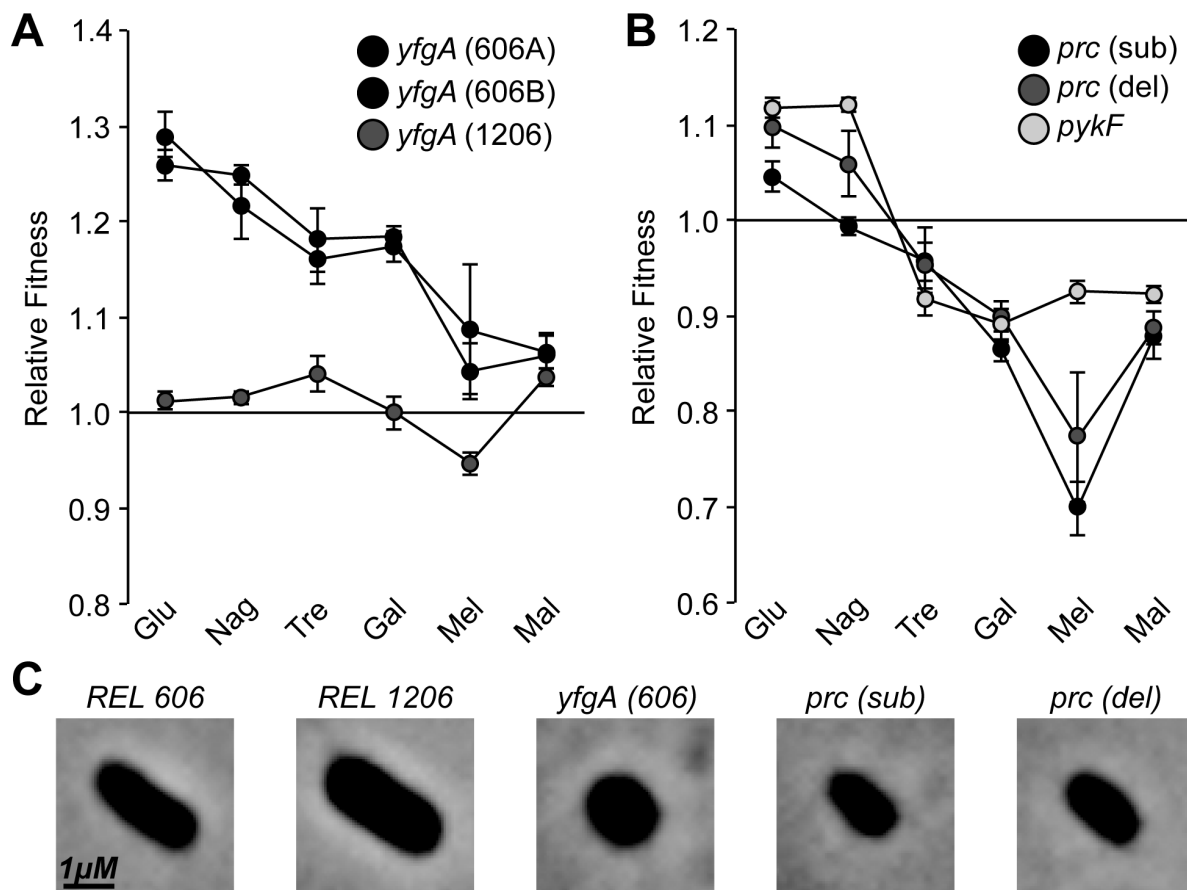 A
Relative Fitness
1.4
1.3
1.2
1.1
1.0
0.9
0.8
yfgA (606A)
yfgA (606B)
yfgA (1206)
Glu
Nag
Tre
Gal
Mel
Mal
B
Relative Fitness
1.2
1.1
1.0
0.9
0.8
0.7
0.6
prc (sub)
prc (del)
pykF
Glu
Nag
Tre
Gal
Mel
Mal
C
REL 606
REL 1206
yfgA (606)
prc (sub)
prc (del)
1µM